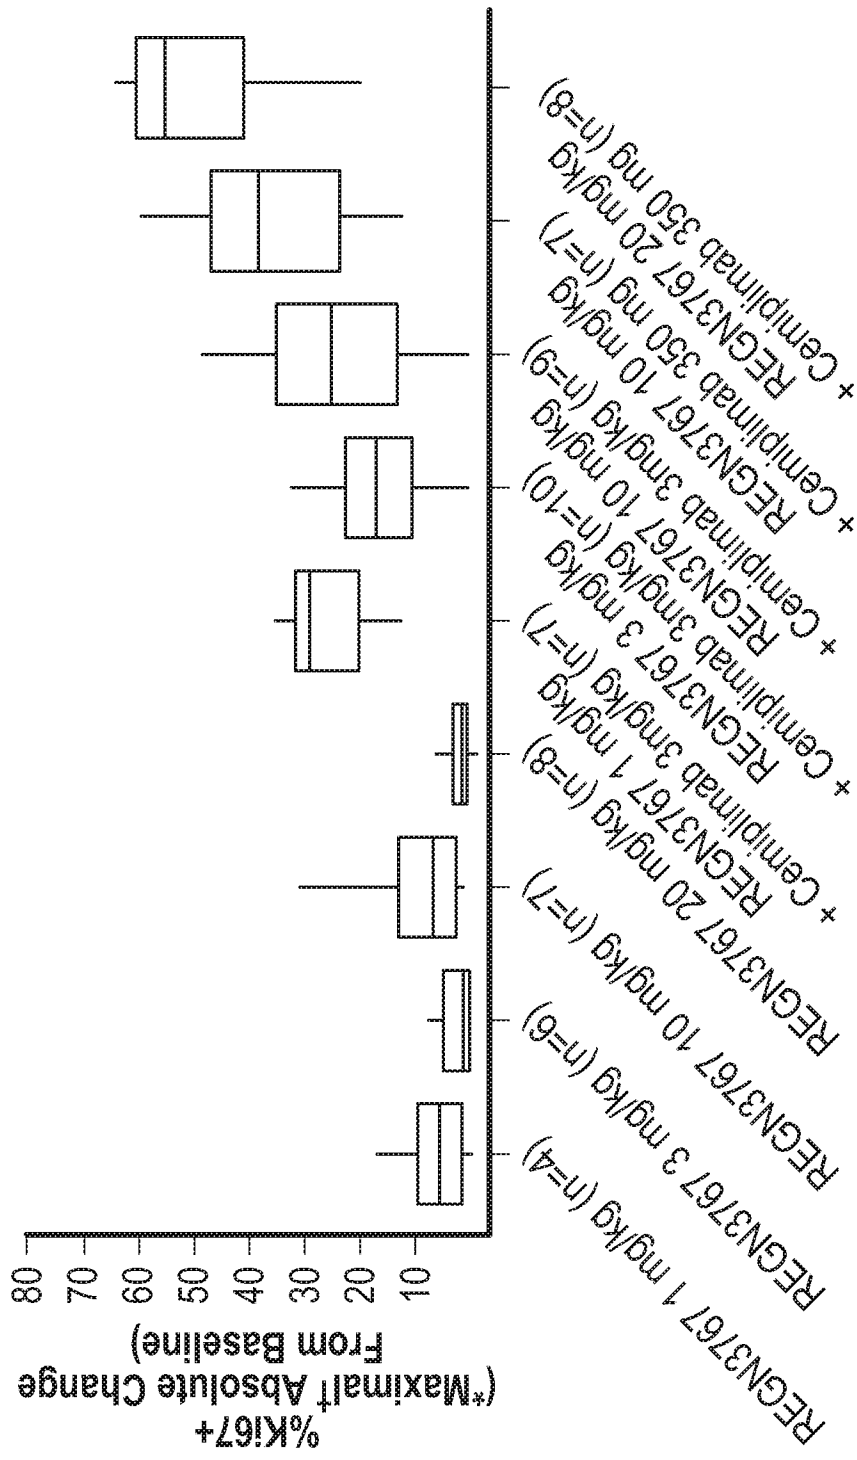 %Ki67+
(*Maximal† Absolute Change
From Baseline)
80
70
60
50
40
30
20
10
REGN3767 1 mg/kg (n=4)
REGN3767 3 mg/kg (n=6)
REGN3767 10 mg/kg (n=7)
REGN3767 20 mg/kg (n=8)
REGN3767 1 mg/kg
+ Cemiplimab 3mg/kg (n=7)
REGN3767 3 mg/kg
+ Cemiplimab 3mg/kg (n=10)
REGN3767 10 mg/kg
+ Cemiplimab 3mg/kg (n=9)
REGN3767 10 mg/kg
+ Cemiplimab 350 mg (n=7)
REGN3767 20 mg/kg
+ Cemiplimab 350 mg (n=8)